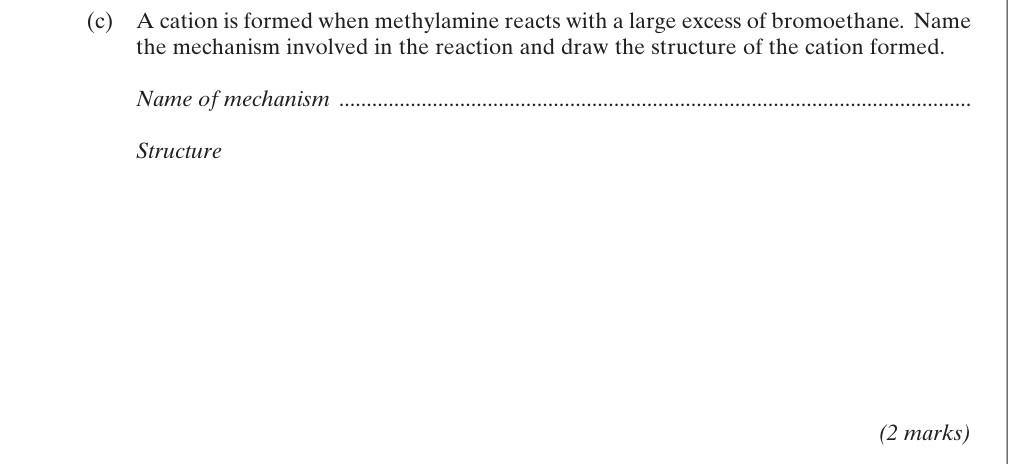 (c) A cation is formed when methylamine reacts with a large excess of bromoethane. Name
the mechanism involved in the reaction and draw the structure of the cation formed.
Name of mechanism ....................................................................................................................
Structure
(2 marks)